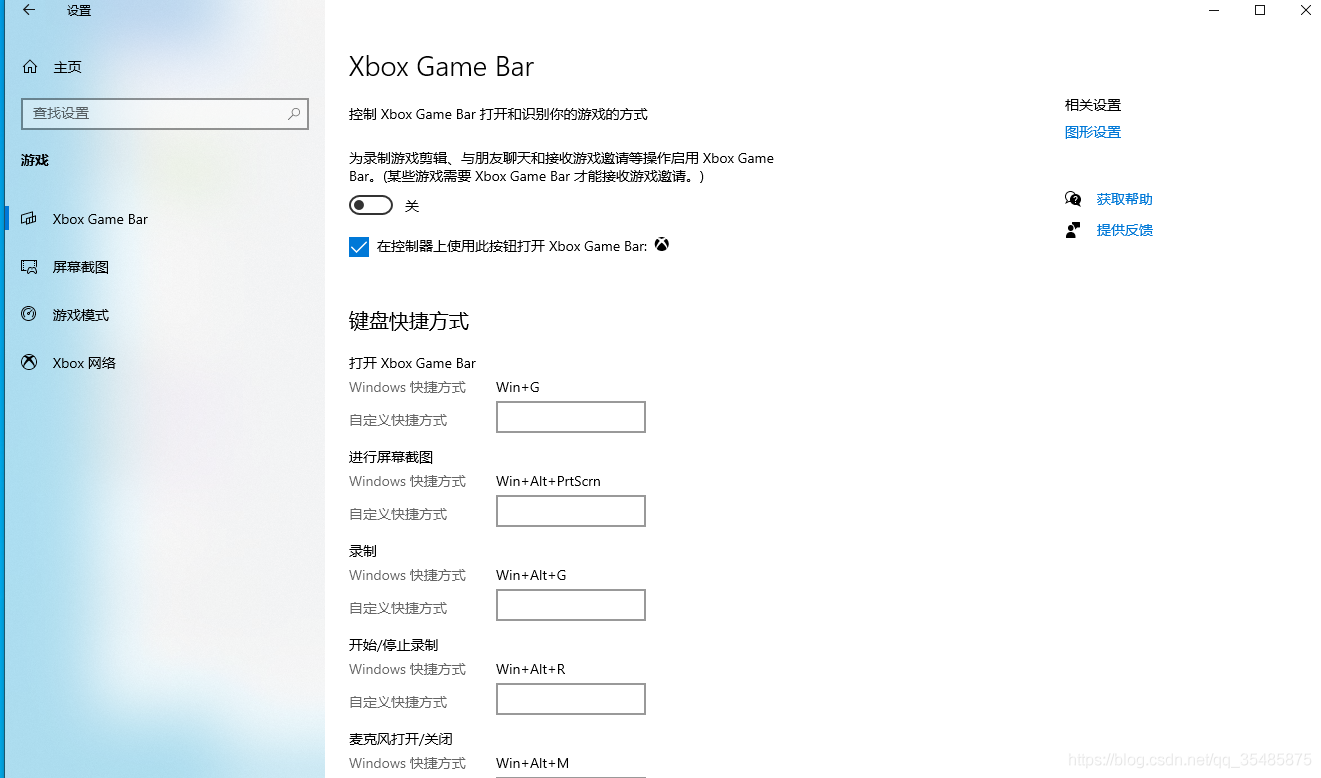 设置
主页
查找设置
游戏
Xbox Game Bar
屏幕截图
游戏模式
Xbox 网络
Xbox Game Bar
控制 Xbox Game Bar 打开和识别你的游戏的方式
为录制游戏剪辑、与朋友聊天和接收游戏邀请等操作启用 Xbox Game
Bar。(某些游戏需要 Xbox Game Bar 才能接收游戏邀请。)
关
在控制器上使用此按钮打开 Xbox Game Bar:
键盘快捷方式
打开 Xbox Game Bar
Windows 快捷方式 Win+G
自定义快捷方式
进行屏幕截图
Windows 快捷方式 Win+Alt+PrtScrn
自定义快捷方式
录制
Windows 快捷方式 Win+Alt+G
自定义快捷方式
开始/停止录制
Windows 快捷方式 Win+Alt+R
自定义快捷方式
麦克风打开/关闭
Windows 快捷方式 Win+Alt+M
相关设置
图形设置
获取帮助
提供反馈
https://blog.csdn.net/qq_35485875